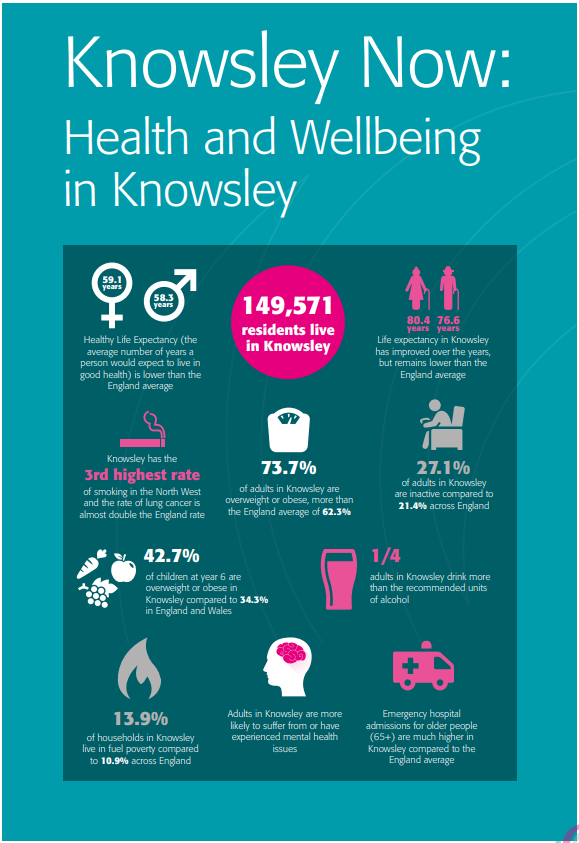 Knowsley Now:
Health and Wellbeing
in Knowsley
59.1
years
58.3
years
Healthy Life Expectancy (the
average number of years a
person would expect to live in
good health) is lower than the
England average
149,571
residents live
in Knowsley
80.4 76.6
years years
Life expectancy in Knowsley
has improved over the years,
but remains lower than the
England average
Knowsley has the
3rd highest rate
of smoking in the North West
and the rate of lung cancer is
almost double the England rate
73.7%
of adults in Knowsley are
overweight or obese, more than
the England average of 62.3%
27.1%
of adults in Knowsley
are inactive compared to
21.4% across England
42.7%
of children at year 6 are
overweight or obese in
Knowsley compared to 34.3%
in England and Wales
1/4
adults in Knowsley drink more
than the recommended units
of alcohol
13.9%
of households in Knowsley
live in fuel poverty compared
to 10.9% across England
Adults in Knowsley are more
likely to suffer from or have
experienced mental health
issues
Emergency hospital
admissions for older people
(65+) are much higher in
Knowsley compared to the
England average